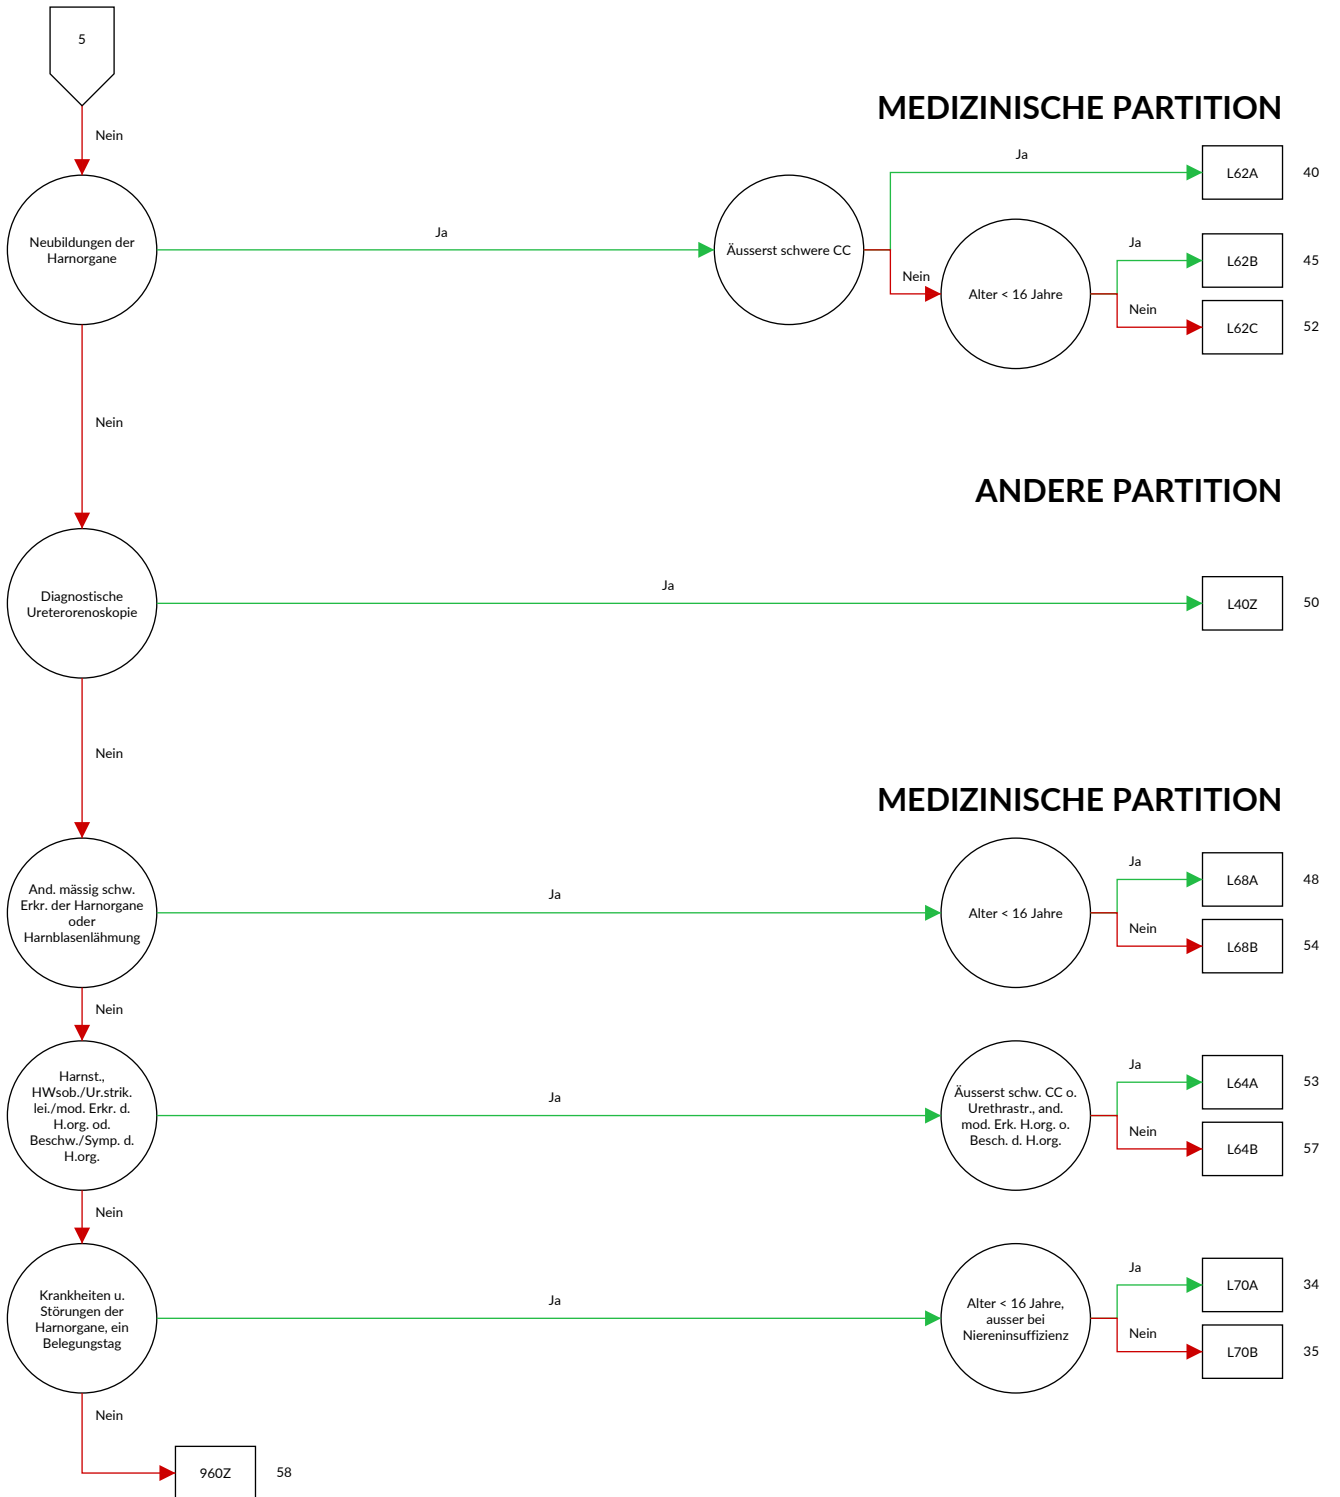 5
Nein
MEDIZINISCHE PARTITION
Neubildungen der
Harnorgane
Ja
Äusserst schwere CC
Ja
L62A
40
Nein
Alter < 16 Jahre
Ja
L62B
45
Nein
L62C
52
Nein
ANDERE PARTITION
Diagnostische
Ureterorenoskopie
Ja
L40Z
50
Nein
MEDIZINISCHE PARTITION
And. mässig schw.
Erkr. der Harnorgane
oder
Harnblasenlähmung
Ja
Alter < 16 Jahre
Ja
L68A
48
Nein
L68B
54
Nein
Harnst.,
HWsob./Ur.strik.
lei./mod. Erkr. d.
H.org. od.
Beschw./Symp. d.
H.org.
Ja
Äusserst schw. CC o.
Urethrastr., and.
mod. Erk. H.org. o.
Besch. d. H.org.
Ja
L64A
53
Nein
L64B
57
Nein
Krankheiten u.
Störungen der
Harnorgane, ein
Belegungstag
Ja
Alter < 16 Jahre,
ausser bei
Niereninsuffizienz
Ja
L70A
34
Nein
L70B
35
Nein
960Z
58